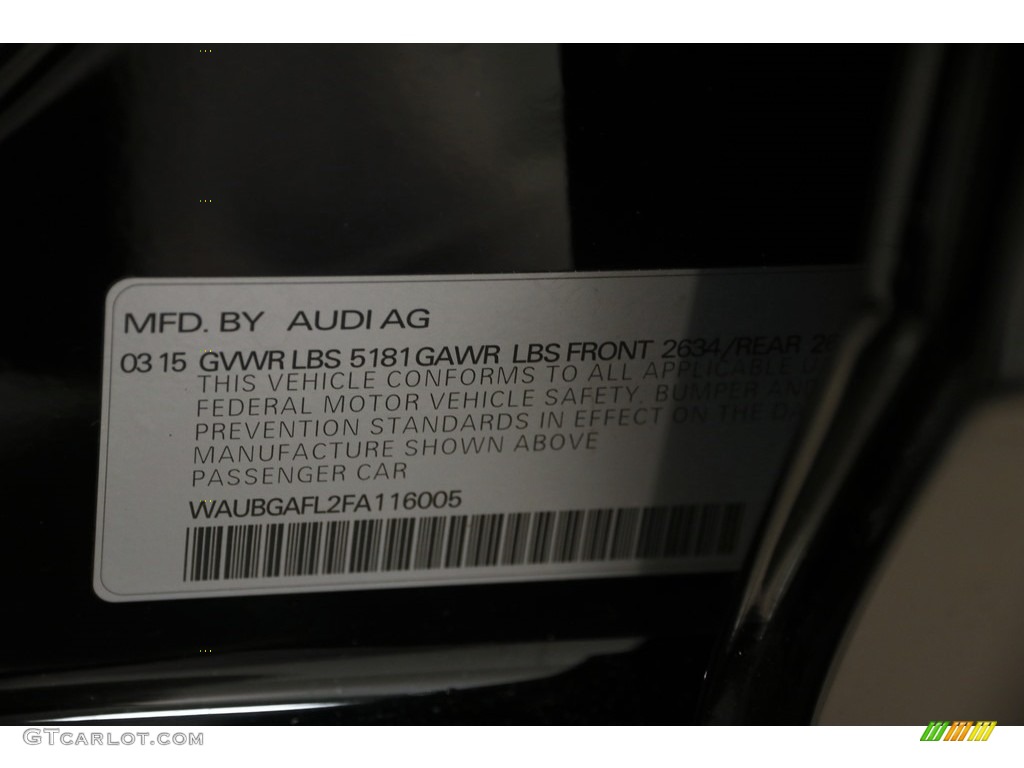 MFD. BY AUDI AG
03 15 GVWR LBS 5181 GAWR LBS FRONT 2634/REAR
THIS VEHICLE CONFORMS TO ALL APPLICABLE
FEDERAL MOTOR VEHICLE SAFETY, BUMPER AND
PREVENTION STANDARDS IN EFFECT ON THE
MANUFACTURE SHOWN ABOVE
PASSENGER CAR
WAUBGAFL2FA116005
GTcarlot.com